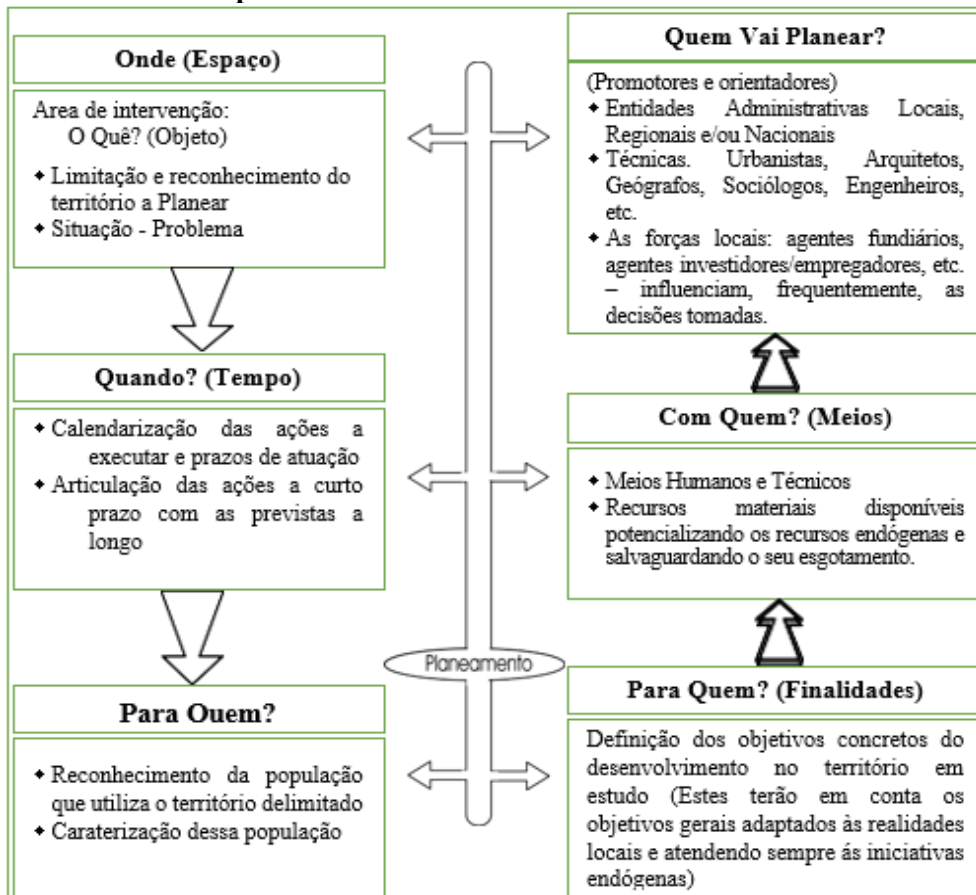 Onde (Espaço)
Area de intervenção:
O Quê? (Objeto)
◆ Limitação e reconhecimento do
território a Planear
◆ Situação - Problema
Quando? (Tempo)
◆ Calendarização das ações a
executar e prazos de atuação
◆ Articulação das ações a curto
prazo com as previstas a
longo
Para Ouem?
◆ Reconhecimento da população
que utiliza o território delimitado
◆ Caraterização dessa população
Planeamento
Quem Vai Planear?
(Promotores e orientadores)
◆ Entidades Administrativas Locais,
Regionais e/ou Nacionais
◆ Técnicas. Urbanistas, Arquitetos,
Geógrafos, Sociólogos, Engenheiros,
etc.
◆ As forças locais: agentes fundiários,
agentes investidores/empregadores, etc.
– influenciam, frequentemente, as
decisões tomadas.
Com Quem? (Meios)
◆ Meios Humanos e Técnicos
◆ Recursos materiais disponíveis
potencializando os recursos endógenas e
salvaguardando o seu esgotamento.
Para Quem? (Finalidades)
Definição dos objetivos concretos do
desenvolvimento no território em
estudo (Estes terão em conta os
objetivos gerais adaptados às realidades
locais e atendendo sempre ás iniciativas
endógenas)